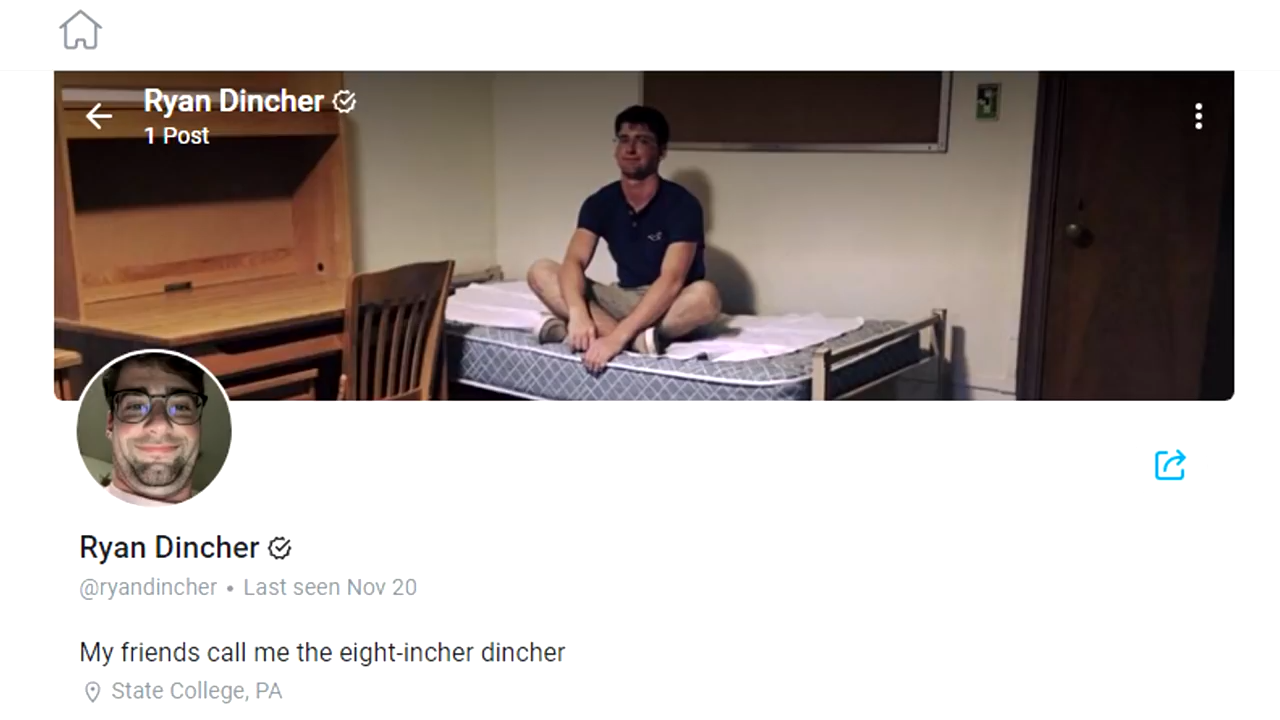 Ryan Dincher
1 Post
Ryan Dincher
@ryandincher • Last seen Nov 20
My friends call me the eight-incher dincher
State College, PA